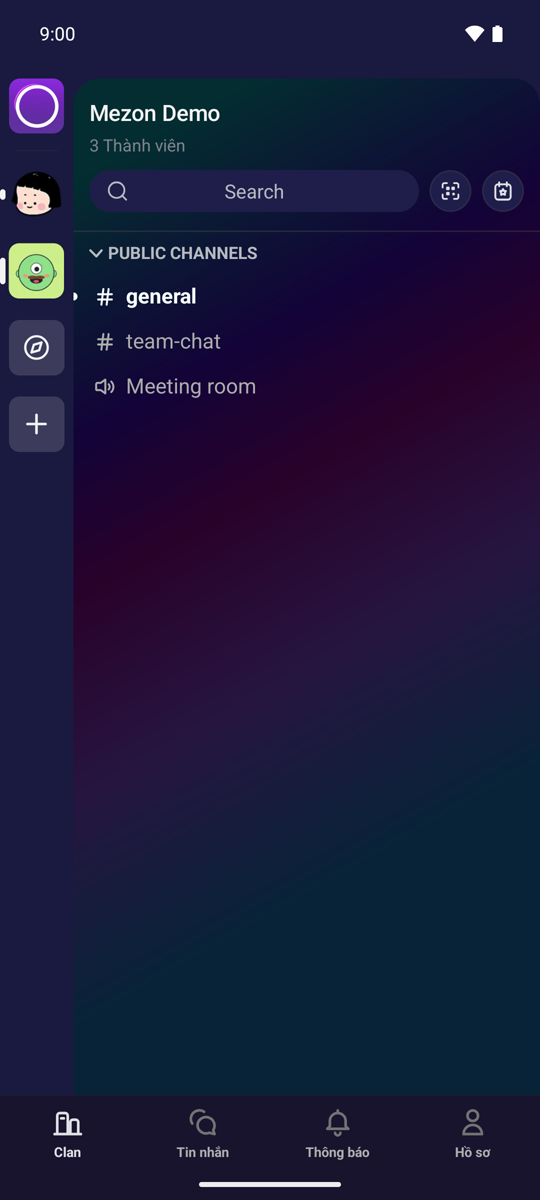 9:00
Mezon Demo
3 Thành viên
Search
PUBLIC CHANNELS
general
team-chat
Meeting room
Clan
Tin nhắn
Thông báo
Hồ sơ